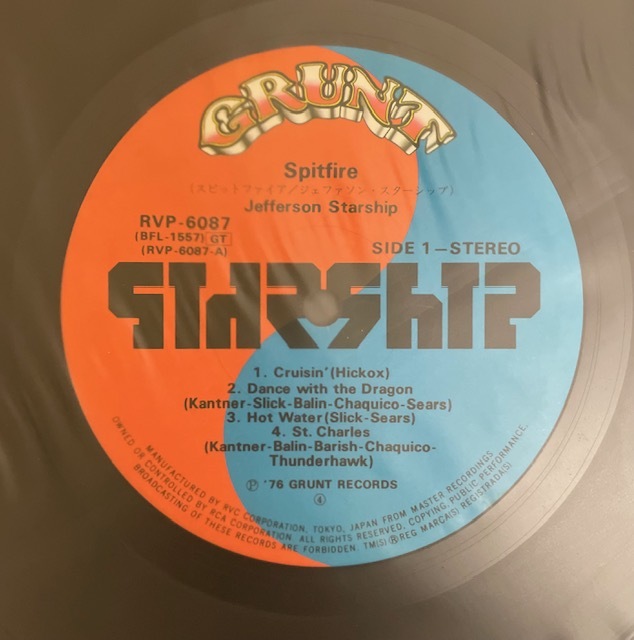 GRUNT
Spitfire
(スピットファイア/ジェファソン・スターシップ)
Jefferson Starship
RVP-6087
(BFL-1557) GT
(RVP-6087-A)
SIDE 1-STEREO
STARSHIP
1. Cruisin' (Hickox)
2. Dance with the Dragon
(Kantner-Slick-Balin-Chaquico-Sears)
3. Hot Water (Slick-Sears)
4. St. Charles
(Kantner-Balin-Barish-Chaquico-
Thunderhawk)
Ⓟ '76 GRUNT RECORDS
④
MANUFACTURED BY RVC CORPORATION, TOKYO, JAPAN FROM MASTER RECORDINGS
OWNED OR CONTROLLED BY RCA CORPORATION. ALL RIGHTS RESERVED. COPYING, PUBLIC PERFORMANCE,
BROADCASTING OF THESE RECORDS ARE FORBIDDEN. TM(S) ® REG MARCA(S) REGISTRADA(S)